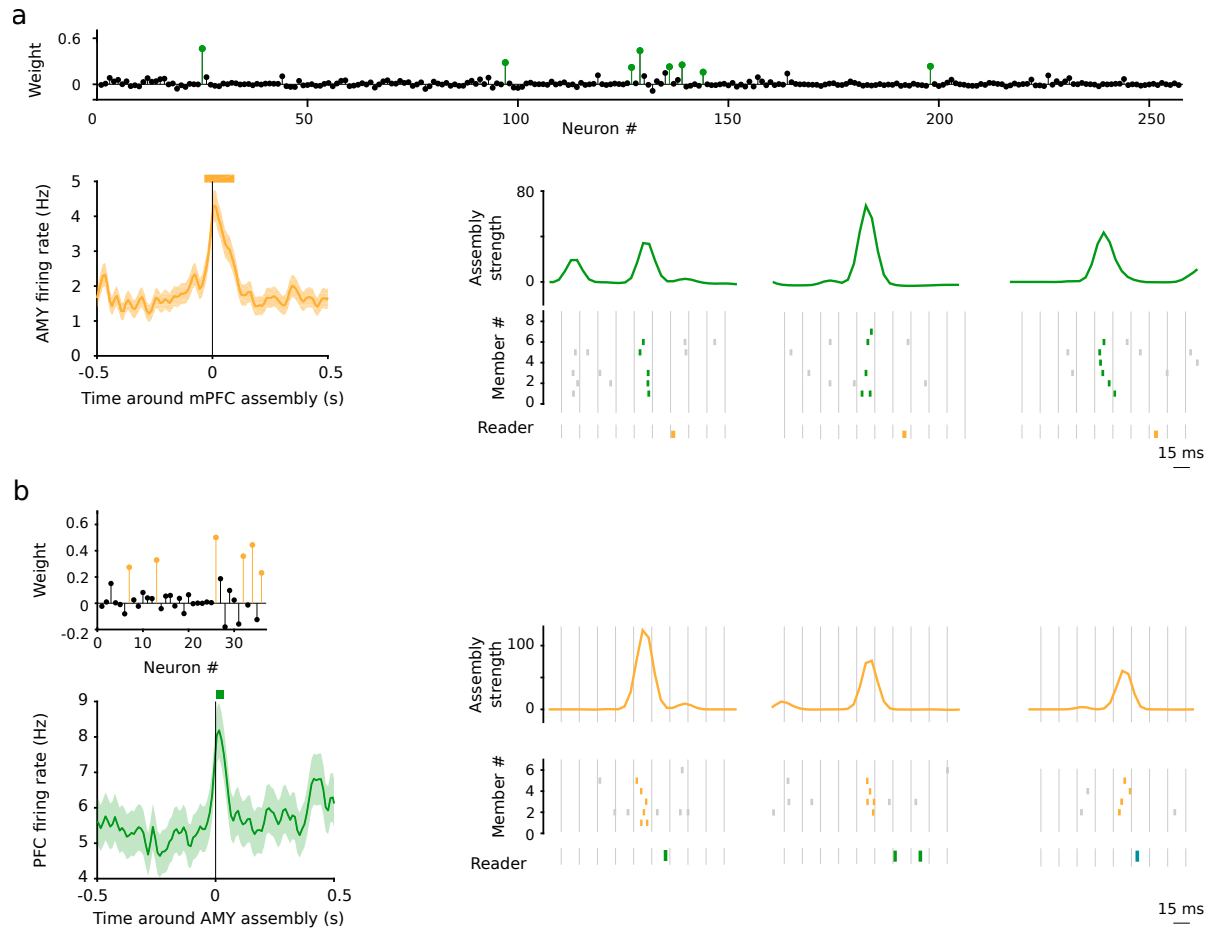 a
0.6
0
Weight
0 50 100 150 200 250
Neuron #
5
4
3
2
1
0
AMY firing rate (Hz)
-0.5 0 0.5
Time around mPFC assembly (s)
80
0
Assembly
strength
8
6
4
2
0
Member #
Reader
15 ms
b
0.6
0.4
0.2
0
-0.2
Weight
0 10 20 30
Neuron #
9
8
7
6
5
4
PFC firing rate (Hz)
-0.5 0 0.5
Time around AMY assembly (s)
100
0
Assembly
strength
6
4
2
0
Member #
Reader
15 ms